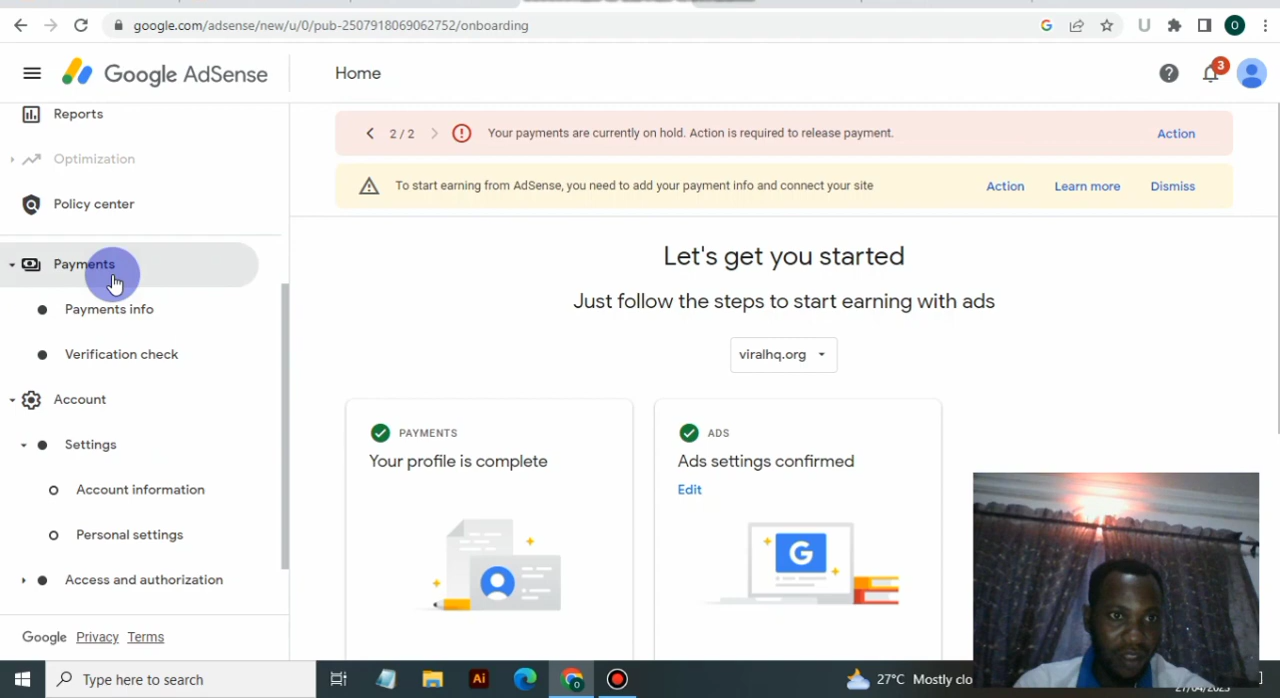 google.com/adsense/new/u/0/pub-2507918069062752/onboarding
U
O
Google AdSense
Home
3
Reports
Optimization
Policy center
Payments
Payments info
Verification check
Account
Settings
Account information
Personal settings
Access and authorization
Google Privacy Terms
2 / 2 Your payments are currently on hold. Action is required to release payment. Action
To start earning from AdSense, you need to add your payment info and connect your site Action Learn more Dismiss
Let's get you started
Just follow the steps to start earning with ads
viralhq.org
PAYMENTS
Your profile is complete
ADS
Ads settings confirmed
Edit
G
Type here to search
Ai
27°C Mostly clo